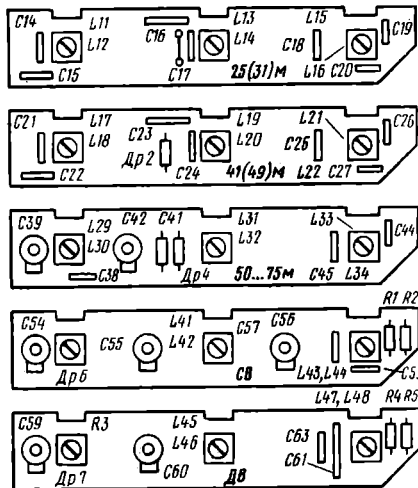 C14 L11 L13 L15 C19
L12 C16 L14 C18
C15 C17 25(31)м L16 C20
C21 L17 L19 L21 C26
L18 C23 L20 C25
Др2
C22 C24 41(49)м L22 C27
C39 L29 C42 C41 L31 L33 C44
L30 L32
C38 Др4 50...75м C45 L34
C54 L41 C57 C56 R1 R2
C55 L42
Др6 СВ L43, L44 C5
C59 R3 L45 L47, L48 R4 R5
L46 C63
Др7 C60 ДВ C61